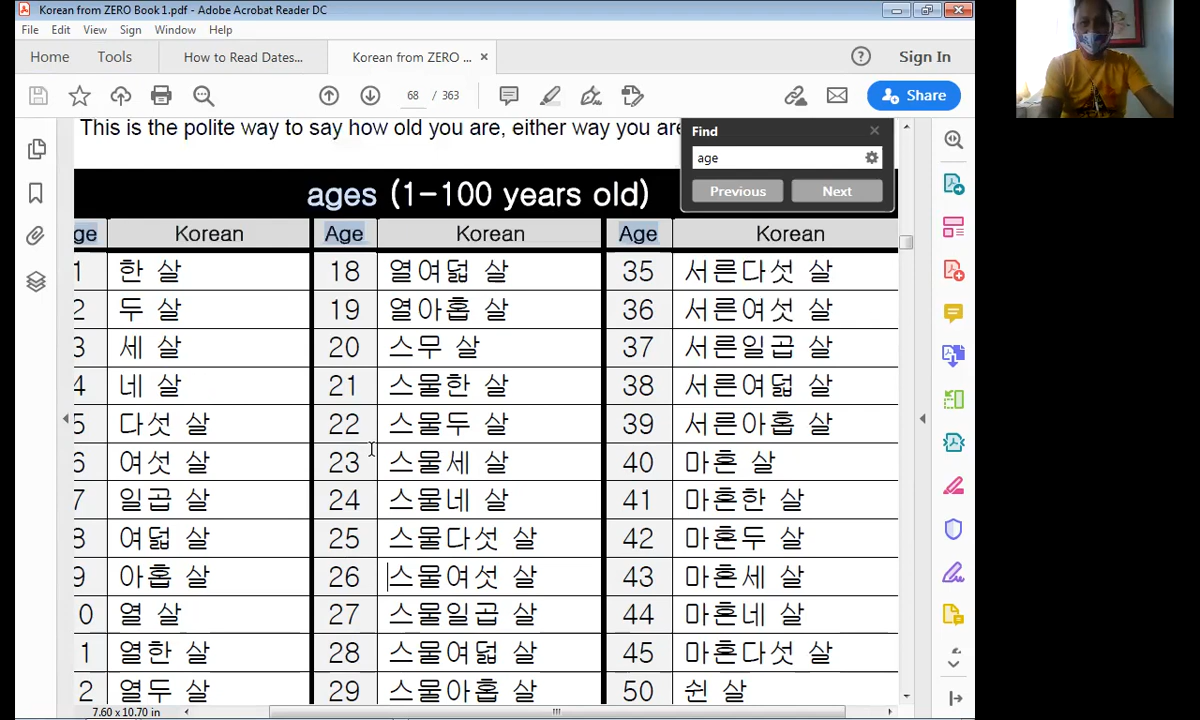 Korean from ZERO Book 1.pdf - Adobe Acrobat Reader DC
File Edit View Sign Window Help
Home Tools How to Read Dates... Korean from ZERO ... × Sign In
68 / 363 Share
This is the polite way to say how old you are, either way you are
Find
age
Previous Next
ages (1-100 years old)
ge Korean Age Korean Age Korean
1 한 살 18 열여덟 살 35 서른다섯 살
2 두 살 19 열아홉 살 36 서른여섯 살
3 세 살 20 스무 살 37 서른일곱 살
4 네 살 21 스물한 살 38 서른여덟 살
5 다섯 살 22 스물두 살 39 서른아홉 살
6 여섯 살 23 스물세 살 40 마흔 살
7 일곱 살 24 스물네 살 41 마흔한 살
8 여덟 살 25 스물다섯 살 42 마흔두 살
9 아홉 살 26 스물여섯 살 43 마흔세 살
0 열 살 27 스물일곱 살 44 마흔네 살
1 열한 살 28 스물여덟 살 45 마흔다섯 살
2 열두 살 29 스물아홉 살 50 쉰 살
7.60 x 10.70 in